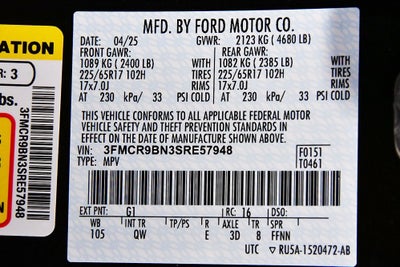 MFD. BY FORD MOTOR CO.
DATE: 04/25 GVWR: 2123 KG (4680 LB)
FRONT GAWR: REAR GAWR:
1089 KG (2400 LB) WITH 1082 KG (2385 LB) WITH
225/65R17 102H TIRES 225/65R17 102H TIRES
17x7.0J RIMS 17x7.0J RIMS
AT 230 kPa/ 33 PSI COLD AT 230 kPa/ 33 PSI COLD
THIS VEHICLE CONFORMS TO ALL APPLICABLE FEDERAL MOTOR
VEHICLE SAFETY AND THEFT PREVENTION STANDARDS IN
EFFECT ON THE DATE OF MANUFACTURE SHOWN ABOVE.
VIN: 3FMCR9BN3SRE57948 F0151
TYPE: MPV T0461
EXT PNT: G1 RC: 16 DSO:
WB INT TR TP/PS R AXLE TR SPR
105 QW E 3D 8 FFNN
UTC RU5A-1520472-AB
ATION
R: 3
bs.
3FMCR9BN3SRE57948